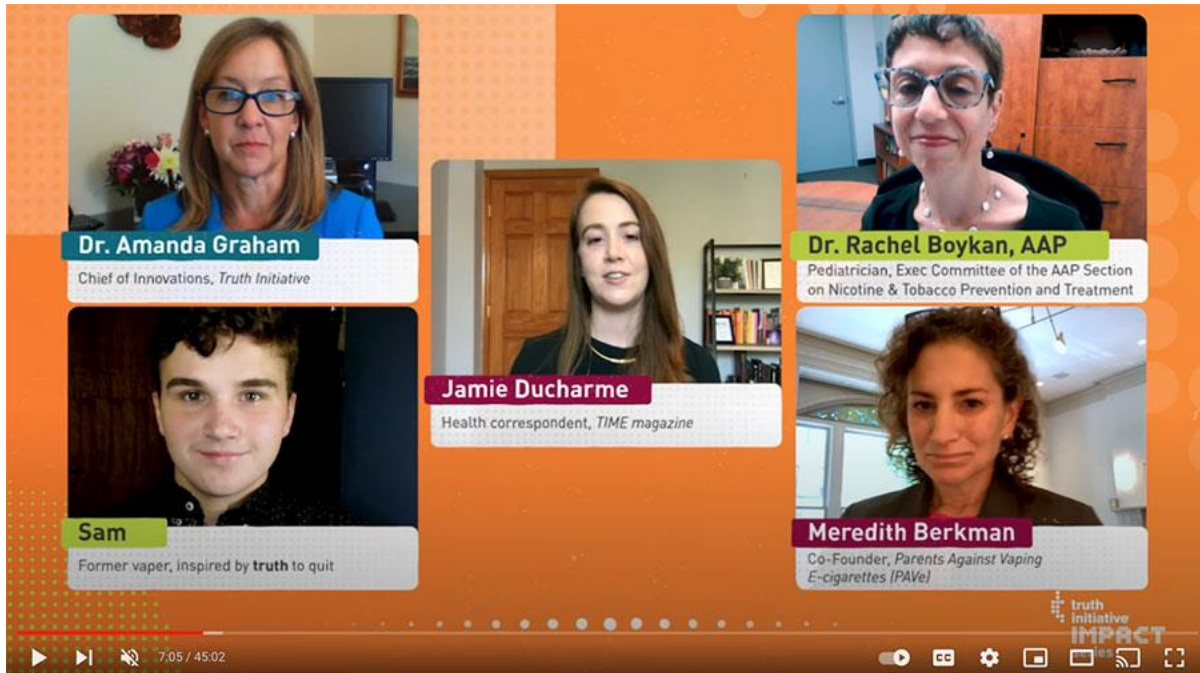 Dr. Amanda Graham
Chief of Innovations, Truth Initiative
Dr. Rachel Boykan, AAP
Pediatrician, Exec Committee of the AAP Section
on Nicotine & Tobacco Prevention and Treatment
Jamie Ducharme
Health correspondent, TIME magazine
Sam
Former vaper, inspired by truth to quit
Meredith Berkman
Co-Founder, Parents Against Vaping
E-cigarettes (PAVe)
truth
initiative
IMPACT
series
7:05 / 45:02
CC